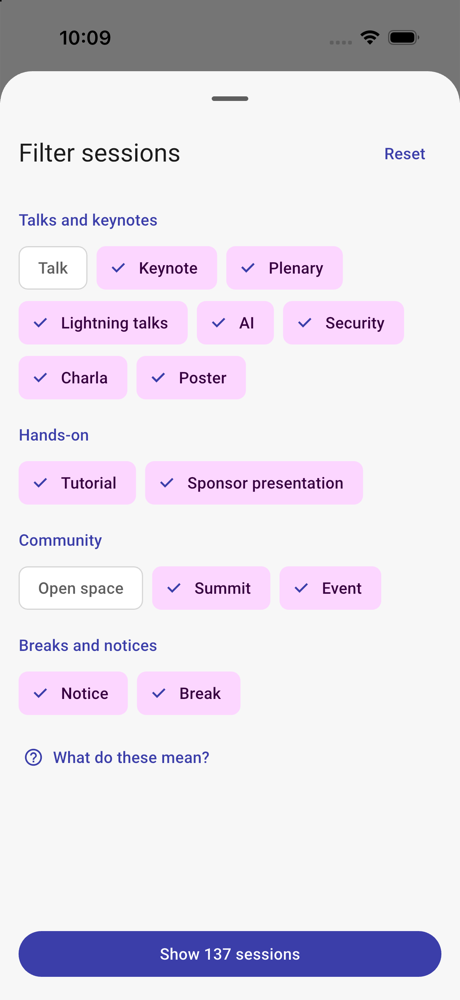 10:09
Filter sessions
Reset
Talks and keynotes
Talk
Keynote
Plenary
Lightning talks
AI
Security
Charla
Poster
Hands-on
Tutorial
Sponsor presentation
Community
Open space
Summit
Event
Breaks and notices
Notice
Break
What do these mean?
Show 137 sessions